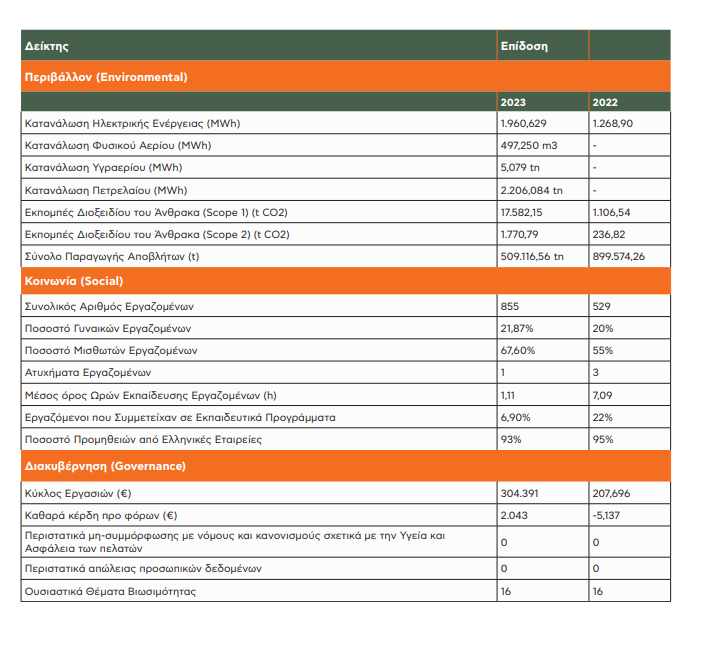 Δείκτης Επίδοση
Περιβάλλον (Environmental)
2023 2022
Κατανάλωση Ηλεκτρικής Ενέργειας (MWh) 1.960,629 1.268,90
Κατανάλωση Φυσικού Αερίου (MWh) 497,250 m3 -
Κατανάλωση Υγραερίου (MWh) 5,079 tn -
Κατανάλωση Πετρελαίου (MWh) 2.206,084 tn -
Εκπομπές Διοξειδίου του Άνθρακα (Scope 1) (t CO2) 17.582,15 1.106,54
Εκπομπές Διοξειδίου του Άνθρακα (Scope 2) (t CO2) 1.770,79 236,82
Σύνολο Παραγωγής Αποβλήτων (t) 509.116,56 tn 899.574,26
Κοινωνία (Social)
Συνολικός Αριθμός Εργαζομένων 855 529
Ποσοστό Γυναικών Εργαζομένων 21,87% 20%
Ποσοστό Μισθωτών Εργαζομένων 67,60% 55%
Ατυχήματα Εργαζομένων 1 3
Μέσος όρος Ωρών Εκπαίδευσης Εργαζομένων (h) 1,11 7,09
Εργαζόμενοι που Συμμετείχαν σε Εκπαιδευτικά Προγράμματα 6,90% 22%
Ποσοστό Προμηθειών από Ελληνικές Εταιρείες 93% 95%
Διακυβέρνηση (Governance)
Κύκλος Εργασιών (€) 304.391 207,696
Καθαρά κέρδη προ φόρων (€) 2.043 -5,137
Περιστατικά μη-συμμόρφωσης με νόμους και κανονισμούς σχετικά με την Υγεία και
Ασφάλεια των πελατών 0 0
Περιστατικά απώλειας προσωπικών δεδομένων 0 0
Ουσιαστικά Θέματα Βιωσιμότητας 16 16